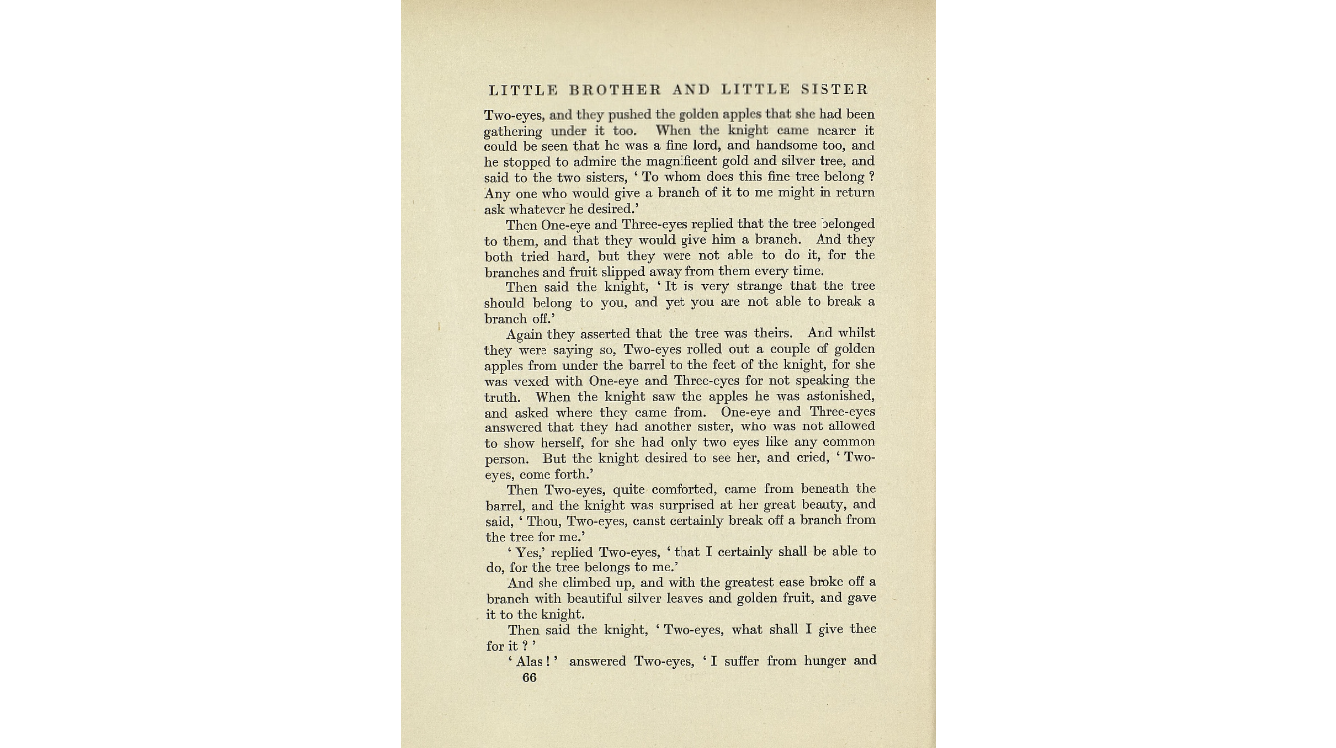 LITTLE BROTHER AND LITTLE SISTER
Two-eyes, and they pushed the golden apples that she had been
gathering under it too. When the knight came nearer it
could be seen that he was a fine lord, and handsome too, and
he stopped to admire the magnificent gold and silver tree, and
said to the two sisters, ‘ To whom does this fine tree belong ?
Any one who would give a branch of it to me might in return
ask whatever he desired.’
Then One-eye and Three-eyes replied that the tree belonged
to them, and that they would give him a branch. And they
both tried hard, but they were not able to do it, for the
branches and fruit slipped away from them every time.
Then said the knight, ‘ It is very strange that the tree
should belong to you, and yet you are not able to break a
branch off.’
Again they asserted that the tree was theirs. And whilst
they were saying so, Two-eyes rolled out a couple of golden
apples from under the barrel to the feet of the knight, for she
was vexed with One-eye and Three-eyes for not speaking the
truth. When the knight saw the apples he was astonished,
and asked where they came from. One-eye and Three-eyes
answered that they had another sister, who was not allowed
to show herself, for she had only two eyes like any common
person. But the knight desired to see her, and cried, ‘ Two-
eyes, come forth.’
Then Two-eyes, quite comforted, came from beneath the
barrel, and the knight was surprised at her great beauty, and
said, ‘ Thou, Two-eyes, canst certainly break off a branch from
the tree for me.’
‘ Yes,’ replied Two-eyes, ‘ that I certainly shall be able to
do, for the tree belongs to me.’
And she climbed up, and with the greatest ease broke off a
branch with beautiful silver leaves and golden fruit, and gave
it to the knight.
Then said the knight, ‘ Two-eyes, what shall I give thee
for it ? ’
‘ Alas ! ’ answered Two-eyes, ‘ I suffer from hunger and
66